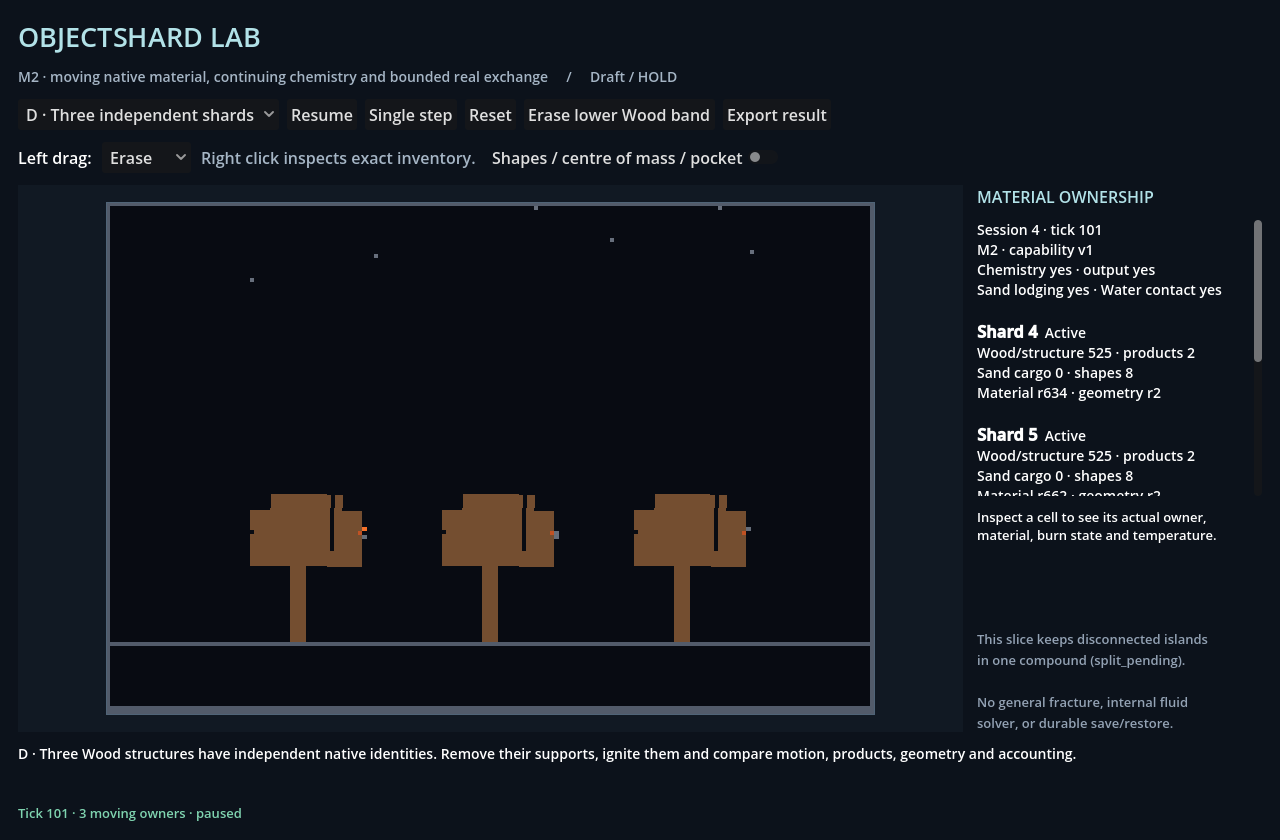 OBJECTSHARD LAB
M2 · moving native material, continuing chemistry and bounded real exchange / Draft / HOLD
D · Three independent shards Resume Single step Reset Erase lower Wood band Export result
Left drag: Erase Right click inspects exact inventory. Shapes / centre of mass / pocket
MATERIAL OWNERSHIP
Session 4 · tick 101
M2 · capability v1
Chemistry yes · output yes
Sand lodging yes · Water contact yes
Shard 4 Active
Wood/structure 525 · products 2
Sand cargo 0 · shapes 8
Material r634 · geometry r2
Shard 5 Active
Wood/structure 525 · products 2
Sand cargo 0 · shapes 8
Material r662 · geometry r2
Inspect a cell to see its actual owner,
material, burn state and temperature.
This slice keeps disconnected islands
in one compound (split_pending).
No general fracture, internal fluid
solver, or durable save/restore.
D · Three Wood structures have independent native identities. Remove their supports, ignite them and compare motion, products, geometry and accounting.
Tick 101 · 3 moving owners · paused